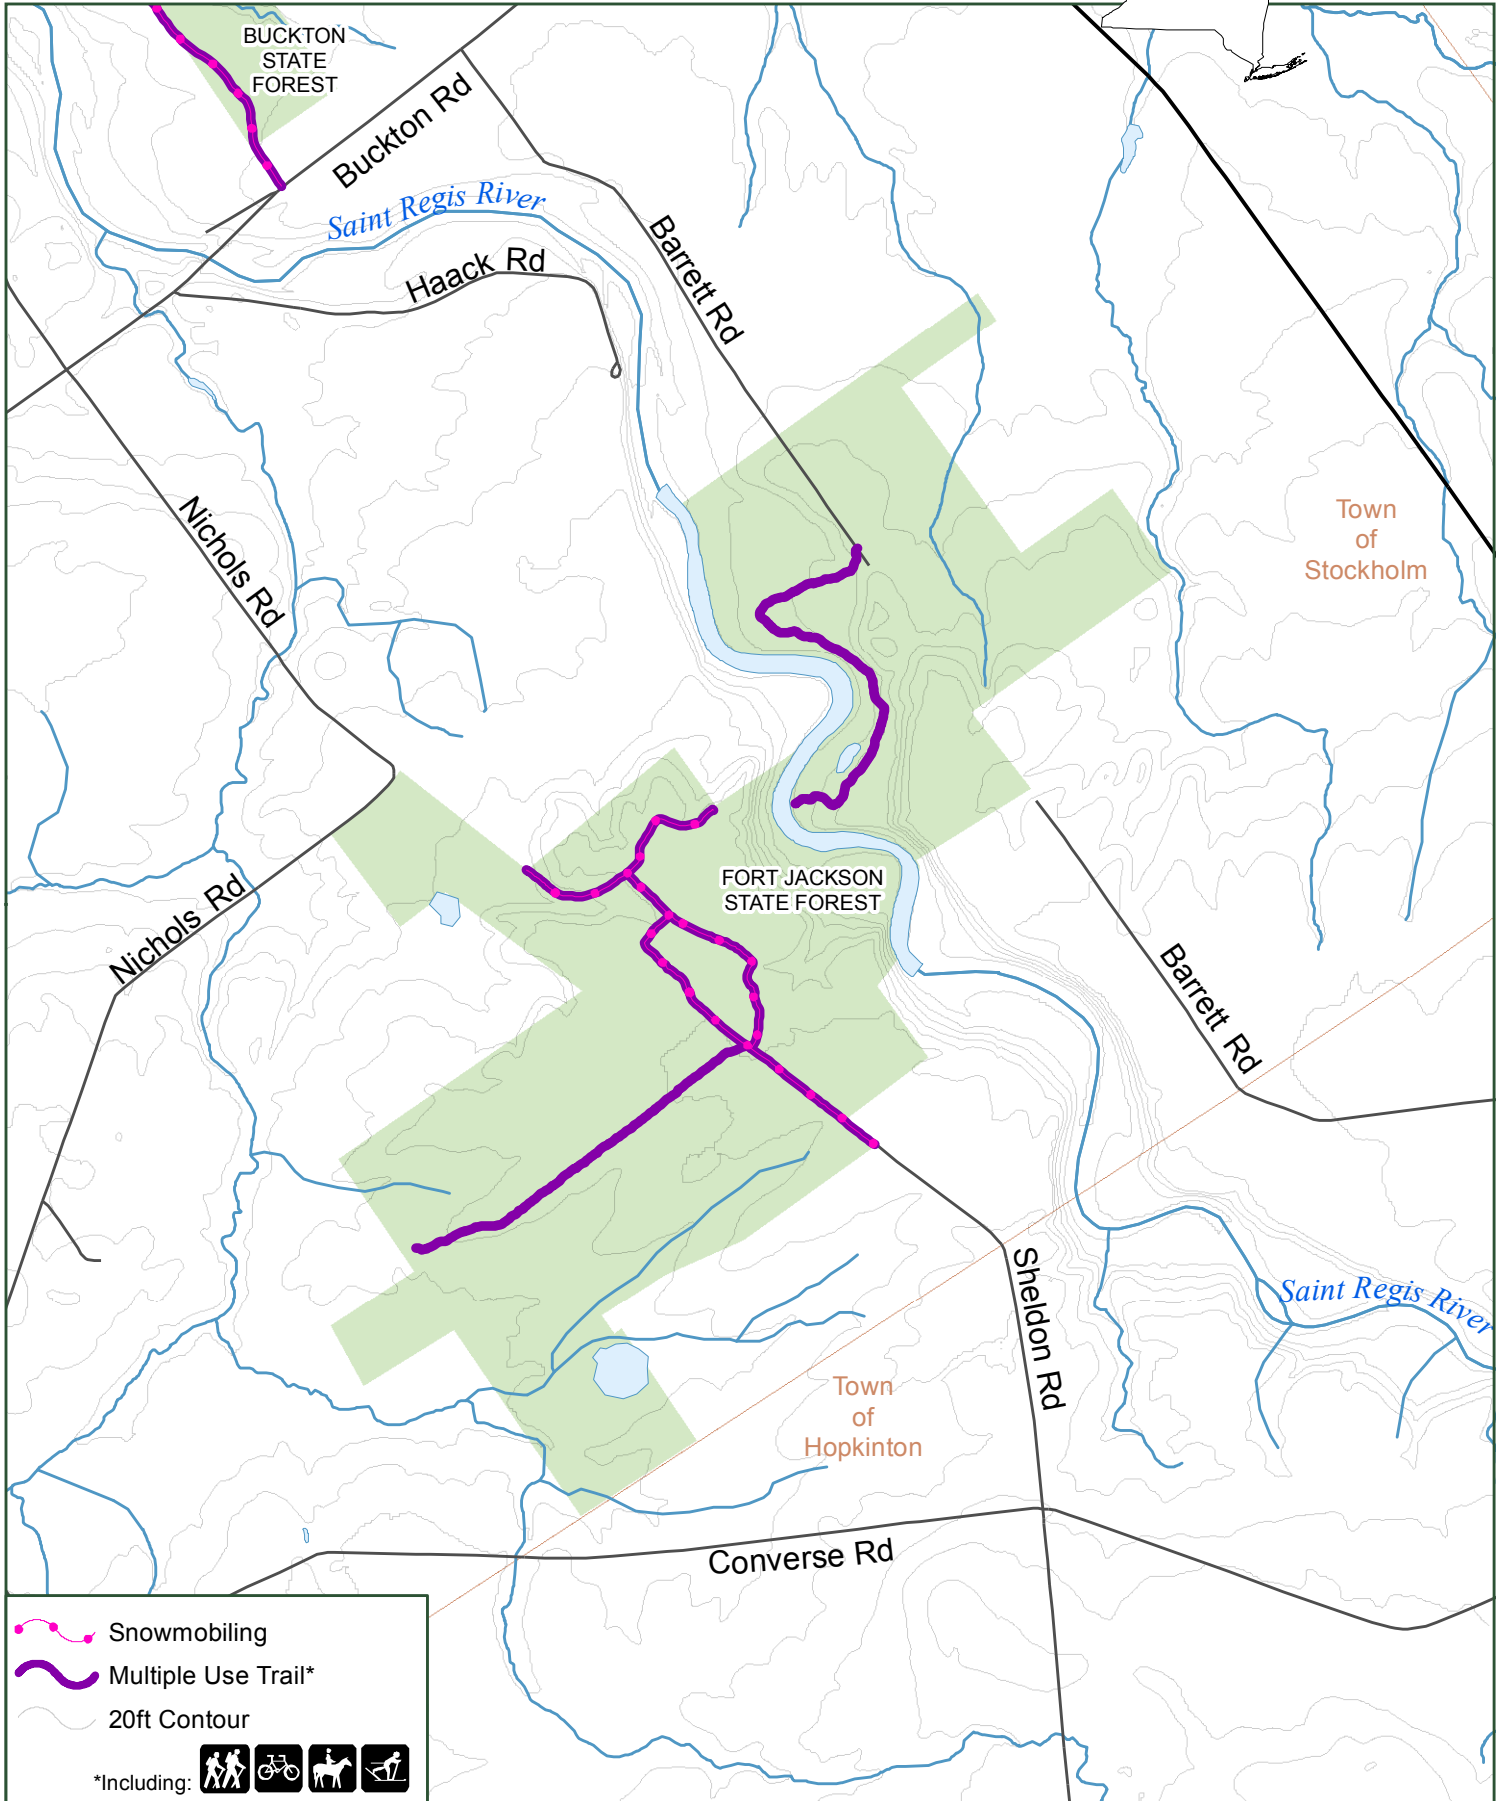 BUCKTON
STATE
FOREST
Buckton Rd
Saint Regis River
Haack Rd
Barrett Rd
Nichols Rd
Town
of
Stockholm
FORT JACKSON
STATE FOREST
Nichols Rd
Barrett Rd
Sheldon Rd
Saint Regis River
Town
of
Hopkinton
Converse Rd
Snowmobiling
Multiple Use Trail*
20ft Contour
*Including: